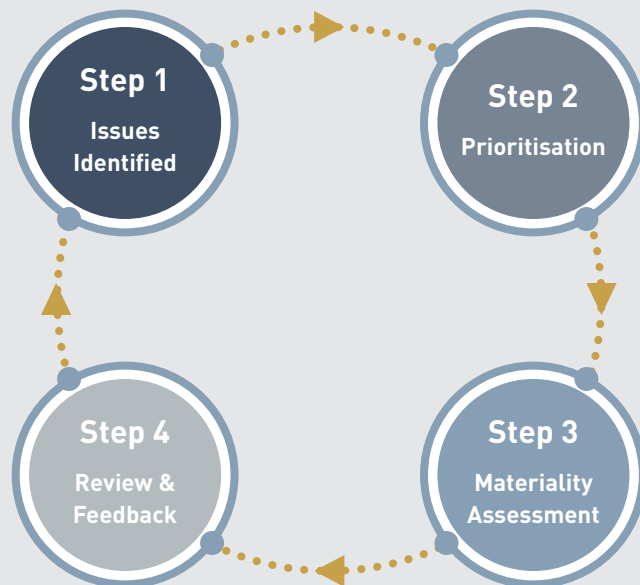 Step 1
Issues
Identified
Step 2
Prioritisation
Step 3
Materiality
Assessment
Step 4
Review &
Feedback